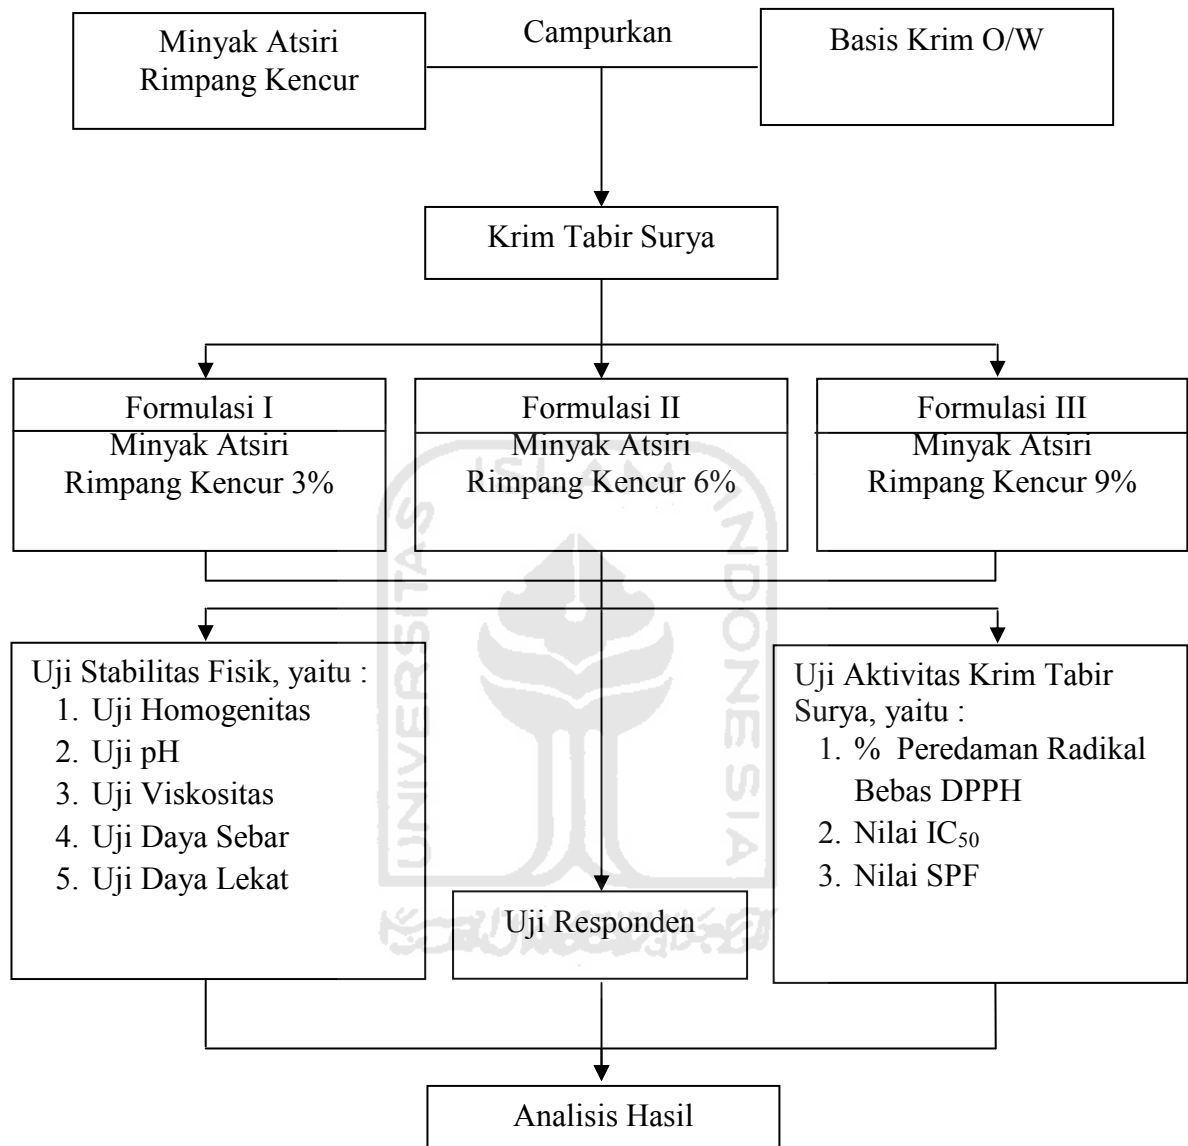 Minyak Atsiri
Rimpang Kencur
Campurkan
Basis Krim O/W
Krim Tabir Surya
Formulasi I
Minyak Atsiri
Rimpang Kencur 3%
Formulasi II
Minyak Atsiri
Rimpang Kencur 6%
Formulasi III
Minyak Atsiri
Rimpang Kencur 9%
Uji Stabilitas Fisik, yaitu :
1. Uji Homogenitas
2. Uji pH
3. Uji Viskositas
4. Uji Daya Sebar
5. Uji Daya Lekat
Uji Responden
Uji Aktivitas Krim Tabir
Surya, yaitu :
1. % Peredaman Radikal
Bebas DPPH
2. Nilai IC₅₀
3. Nilai SPF
Analisis Hasil
UNIVERSITAS
ISLAM
INDONESIA